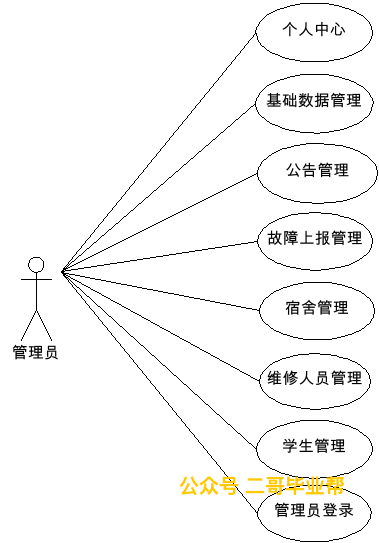 个人中心
基础数据管理
公告管理
故障上报管理
宿舍管理
管理员
维修人员管理
学生管理
公众号 二哥毕业帮
管理员登录